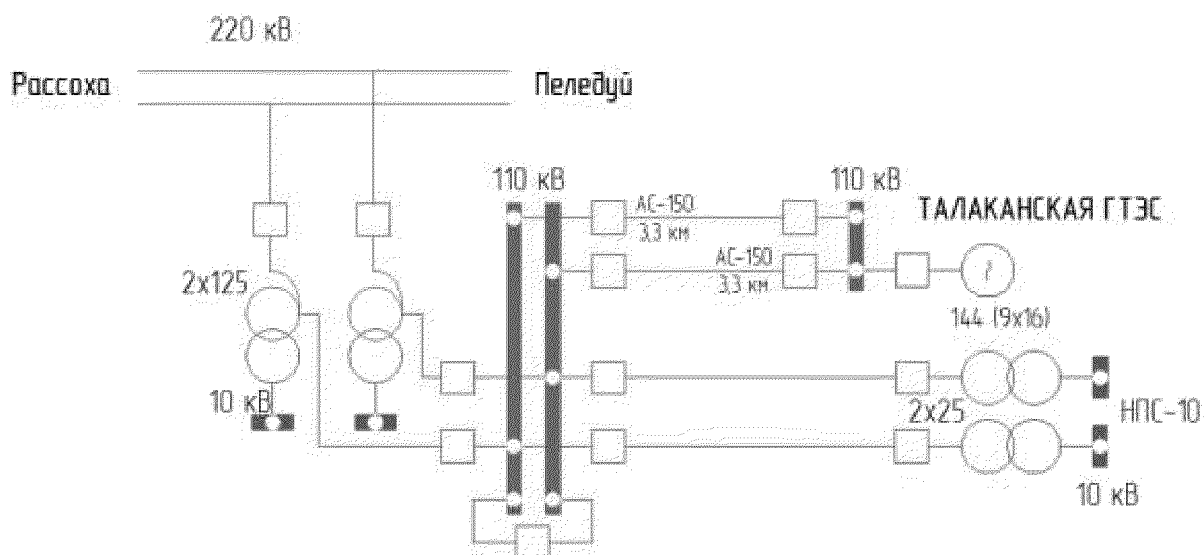 220 кВ
Рассоха
Пеледуй
110 кВ
110 кВ
АС-150
3,3 км
ТАЛАКАНСКАЯ ГТЭС
АС-150
3,3 км
2х125
144 (9х16)
10 кВ
2х25
НПС-10
10 кВ